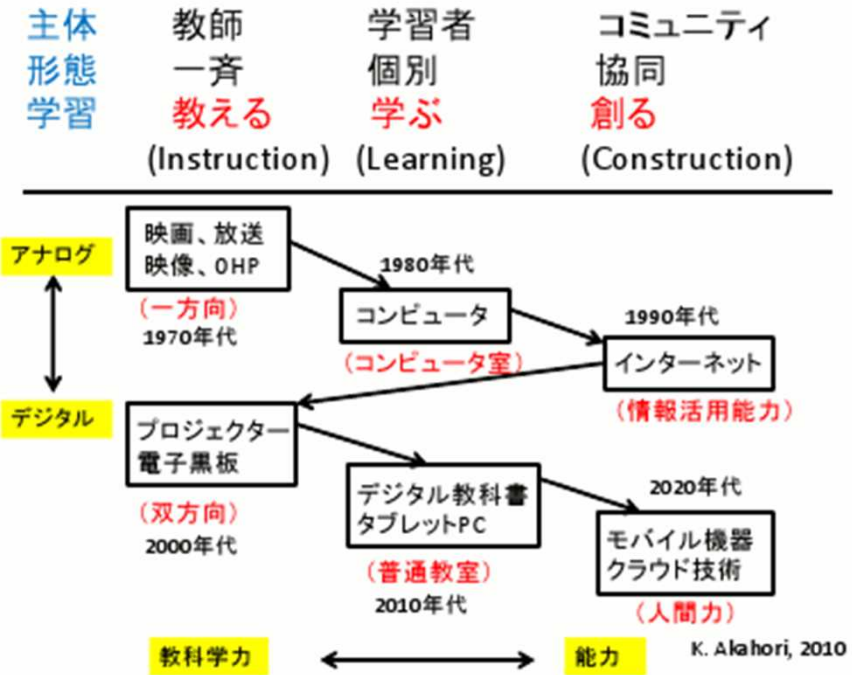 主体 教師 学習者 コミュニティ
形態 一斉 個別 協同
学習 教える 学ぶ 創る
(Instruction) (Learning) (Construction)
アナログ
映画、放送
映像、OHP
(一方向)
1970年代
1980年代
コンピュータ
(コンピュータ室)
1990年代
インターネット
(情報活用能力)
デジタル
プロジェクター
電子黒板
(双方向)
2000年代
デジタル教科書
タブレットPC
(普通教室)
2010年代
2020年代
モバイル機器
クラウド技術
(人間力)
教科学力 能力
K. Akahori, 2010